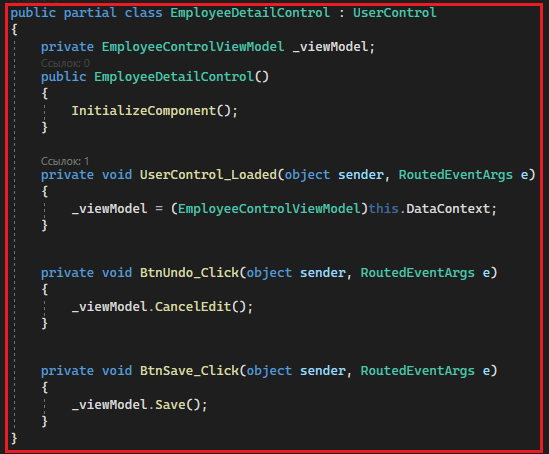 public partial class EmployeeDetailControl : UserControl
{
private EmployeeControlViewModel _viewModel;
Ссылок: 0
public EmployeeDetailControl()
{
InitializeComponent();
}
Ссылок: 1
private void UserControl_Loaded(object sender, RoutedEventArgs e)
{
_viewModel = (EmployeeControlViewModel)this.DataContext;
}
private void BtnUndo_Click(object sender, RoutedEventArgs e)
{
_viewModel.CancelEdit();
}
private void BtnSave_Click(object sender, RoutedEventArgs e)
{
_viewModel.Save();
}
}